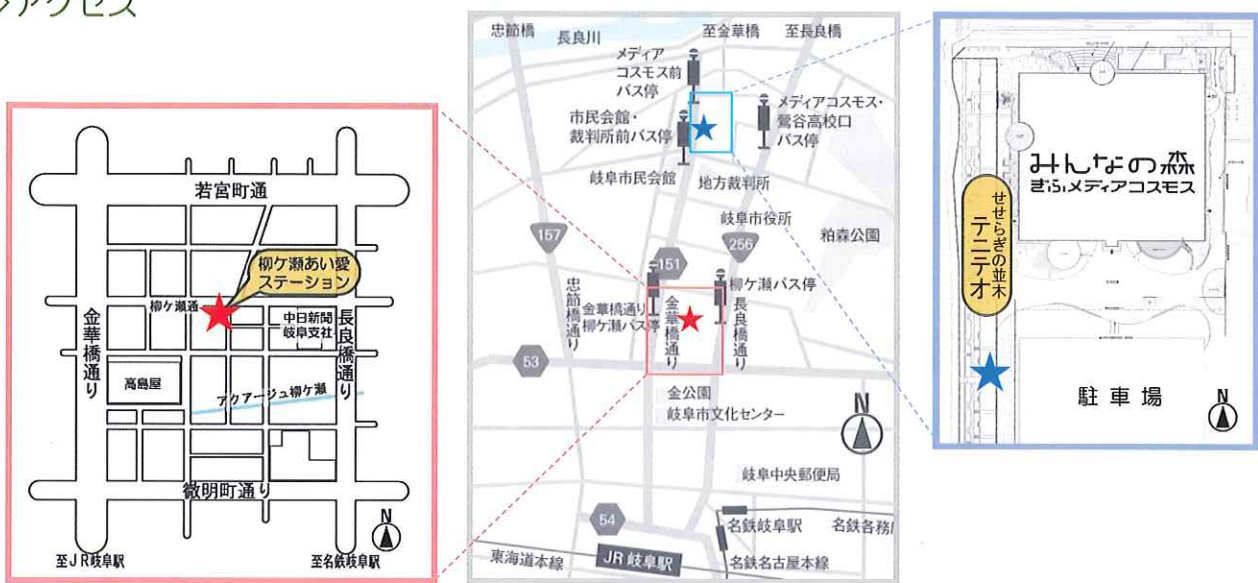 アクセス
若宮町通
柳ケ瀬あい愛
ステーション
柳ケ瀬通
中日新聞
岐阜支社
金華橋通り
長良橋通り
高島屋
アクアージュ柳ケ瀬
徹明町通り
N
至JR岐阜駅
至名鉄岐阜駅
忠節橋
長良川
至金華橋
至長良橋
メディア
コスモス前
バス停
メディアコスモス・
鶯谷高校口
バス停
市民会館・
裁判所前バス停
岐阜市民会館
地方裁判所
岐阜市役所
粕森公園
157
256
151
柳ケ瀬バス停
忠節橋通り
金華橋通り
柳ケ瀬バス停
金華橋通り
長良橋通り
53
金公園
岐阜市文化センター
N
岐阜中央郵便局
54
名鉄岐阜駅
名鉄各務
東海道本線
JR岐阜駅
名鉄名古屋本線
みんなの森
ぎふメディアコスモス
せせらぎの並木
テニテオ
駐車場
N